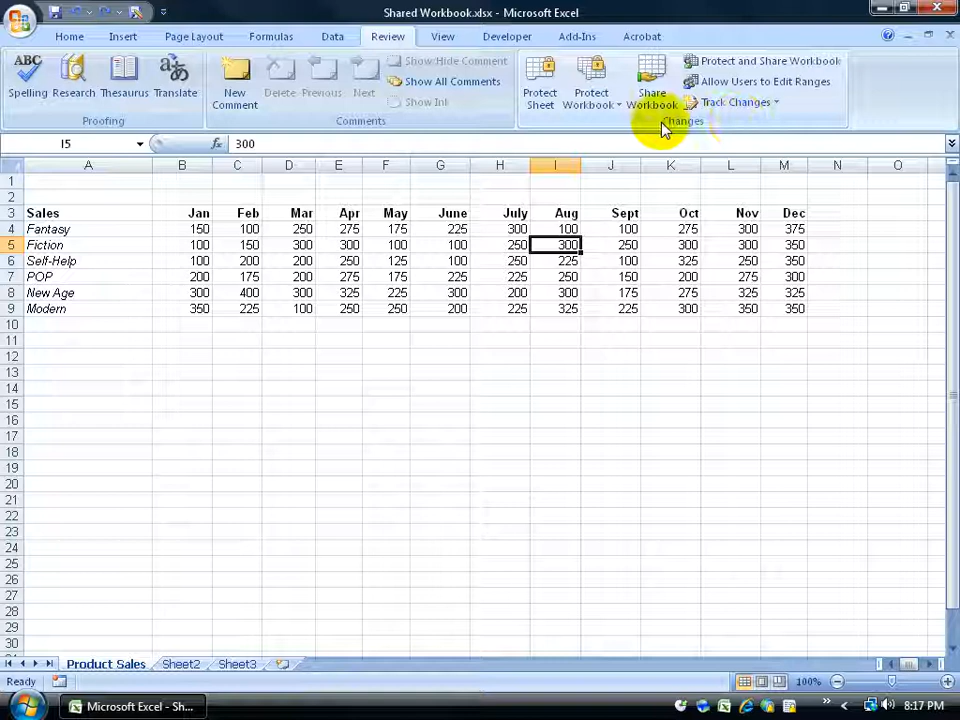 Shared Workbook.xlsx - Microsoft Excel
Home Insert Page Layout Formulas Data Review View Developer Add-Ins Acrobat
ABC
Spelling Research Thesaurus Translate
Proofing
New Comment Delete Previous Next
Show/Hide Comment
Show All Comments
Show Ink
Comments
Protect Sheet Protect Workbook Share Workbook
Protect and Share Workbook
Allow Users to Edit Ranges
Track Changes
Changes
I5 fx 300
A B C D E F G H I J K L M N O
1
2
3 Sales Jan Feb Mar Apr May June July Aug Sept Oct Nov Dec
4 Fantasy 150 100 250 275 175 225 300 100 100 275 300 375
5 Fiction 100 150 300 300 100 100 250 300 250 300 300 350
6 Self-Help 100 200 200 250 125 100 250 225 100 325 250 350
7 POP 200 175 200 275 175 225 225 250 150 200 275 300
8 New Age 300 400 300 325 225 300 200 300 175 275 325 325
9 Modern 350 225 100 250 250 200 225 325 225 300 350 350
10
11
12
13
14
15
16
17
18
19
20
21
22
23
24
25
26
27
28
29
30
Product Sales Sheet2 Sheet3
Ready 100%
Microsoft Excel - Sh... 8:17 PM